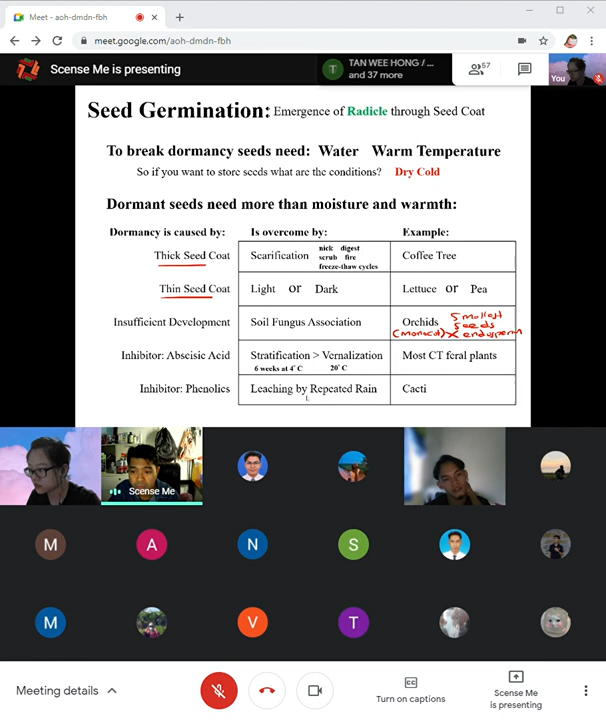 Meet - aoh-dmdn-fbh
meet.google.com/aoh-dmdn-fbh
Scense Me is presenting
T
TAN WEE HONG / ...
and 37 more
57
You
Seed Germination: Emergence of Radicle through Seed Coat
To break dormancy seeds need: Water Warm Temperature
So if you want to store seeds what are the conditions? Dry Cold
Dormant seeds need more than moisture and warmth:
Dormancy is caused by: Is overcome by: Example:
Thick Seed Coat Scarification nick digest scrub fire freeze-thaw cycles Coffee Tree
Thin Seed Coat Light or Dark Lettuce or Pea
Insufficient Development Soil Fungus Association Orchids smallest seeds (monocot) x endosperm
Inhibitor: Abscisic Acid Stratification > Vernalization Most CT feral plants
6 weeks at 4° C 20° C
Inhibitor: Phenolics Leaching by Repeated Rain Cacti
Scense Me
M A N S
M V T
Meeting details
CC
Turn on captions
Scense Me
is presenting